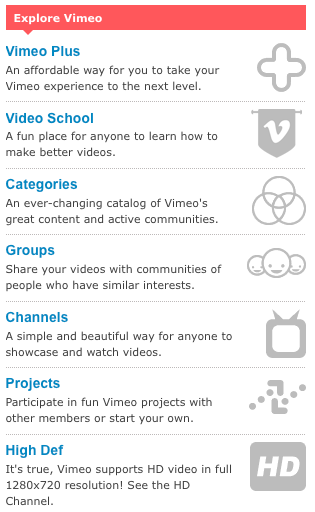 Explore Vimeo
Vimeo Plus
An affordable way for you to take your
Vimeo experience to the next level.
Video School
A fun place for anyone to learn how to
make better videos.
Categories
An ever-changing catalog of Vimeo's
great content and active communities.
Groups
Share your videos with communities of
people who have similar interests.
Channels
A simple and beautiful way for anyone to
showcase and watch videos.
Projects
Participate in fun Vimeo projects with
other members or start your own.
High Def
It's true, Vimeo supports HD video in full
1280x720 resolution! See the HD
Channel.
HD